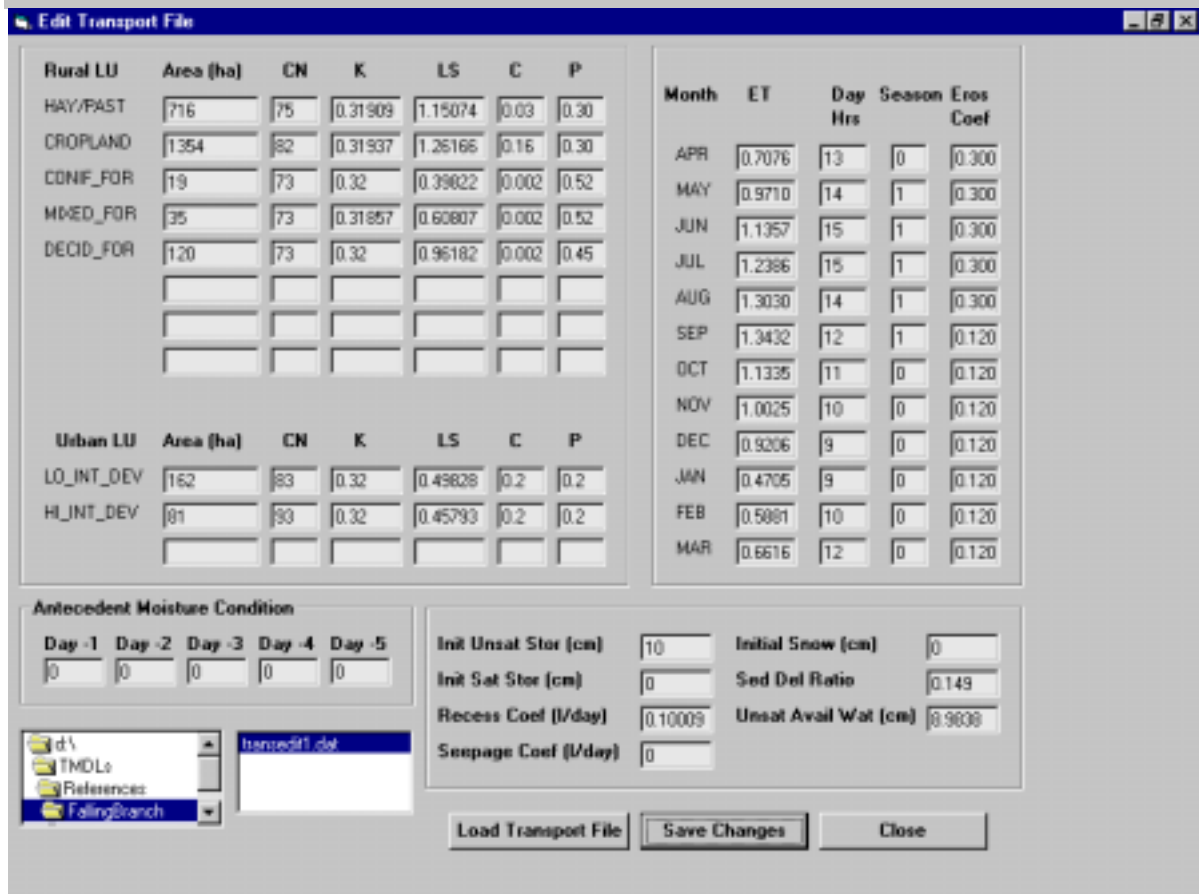 Edit Transport File
Rural LU Area (ha) CN K LS C P
HAY/PAST 716 75 0.31909 1.15074 0.03 0.30
CROPLAND 1354 82 0.31937 1.26166 0.16 0.30
CONIF_FOR 19 73 0.32 0.39822 0.002 0.52
MIXED_FOR 35 73 0.31857 0.60807 0.002 0.52
DECID_FOR 120 73 0.32 0.96182 0.002 0.45
Urban LU Area (ha) CN K LS C P
LO_INT_DEV 162 83 0.32 0.49828 0.2 0.2
HI_INT_DEV 81 93 0.32 0.45793 0.2 0.2
Month ET Day Season Eros
Hrs Coef
APR 0.7076 13 0 0.300
MAY 0.9710 14 1 0.300
JUN 1.1357 15 1 0.300
JUL 1.2386 15 1 0.300
AUG 1.3030 14 1 0.300
SEP 1.3432 12 1 0.120
OCT 1.1335 11 0 0.120
NOV 1.0025 10 0 0.120
DEC 0.9206 9 0 0.120
JAN 0.4705 9 0 0.120
FEB 0.5881 10 0 0.120
MAR 0.6616 12 0 0.120
Antecedent Moisture Condition
Day -1 Day -2 Day -3 Day -4 Day -5
0 0 0 0 0
Init Unsat Stor (cm) 10 Initial Snow (cm) 0
Init Sat Stor (cm) 0 Sed Del Ratio 0.149
Recess Coef (l/day) 0.10009 Unsat Avail Wat (cm) 8.9838
Seepage Coef (l/day) 0
d:\
TMDLs
References
FallingBranch
transedit1.dat
Load Transport File Save Changes Close